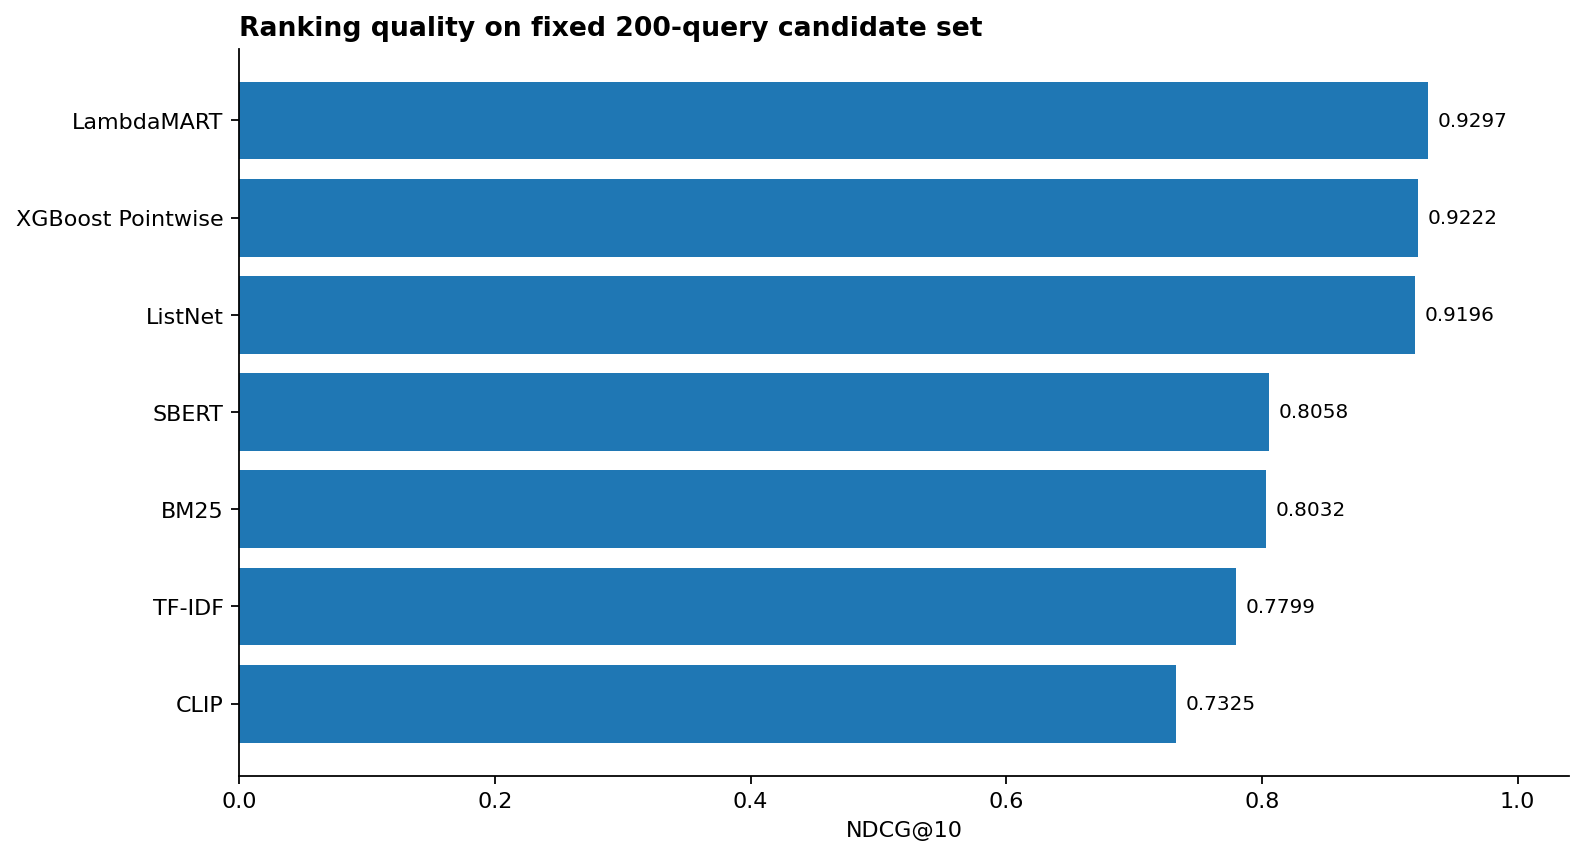 Ranking quality on fixed 200-query candidate set
LambdaMART 0.9297
XGBoost Pointwise 0.9222
ListNet 0.9196
SBERT 0.8058
BM25 0.8032
TF-IDF 0.7799
CLIP 0.7325
0.0 0.2 0.4 0.6 0.8 1.0
NDCG@10